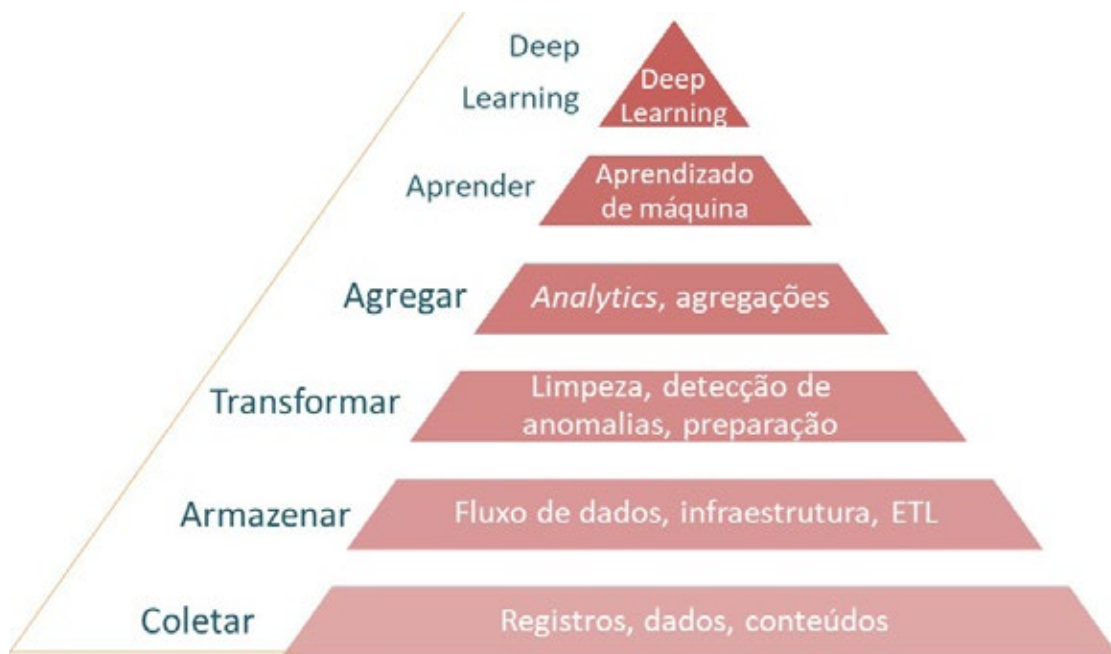 Deep
Learning
Deep
Learning
Aprender
Aprendizado
de máquina
Agregar
Analytics, agregações
Transformar
Limpeza, detecção de
anomalias, preparação
Armazenar
Fluxo de dados, infraestrutura, ETL
Coletar
Registros, dados, conteúdos